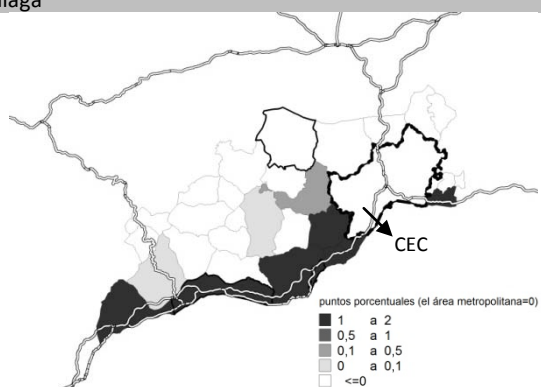 CEC
puntos porcentuales (el área metropolitana=0)
1 a 2
0,5 a 1
0,1 a 0,5
0 a 0,1
<=0